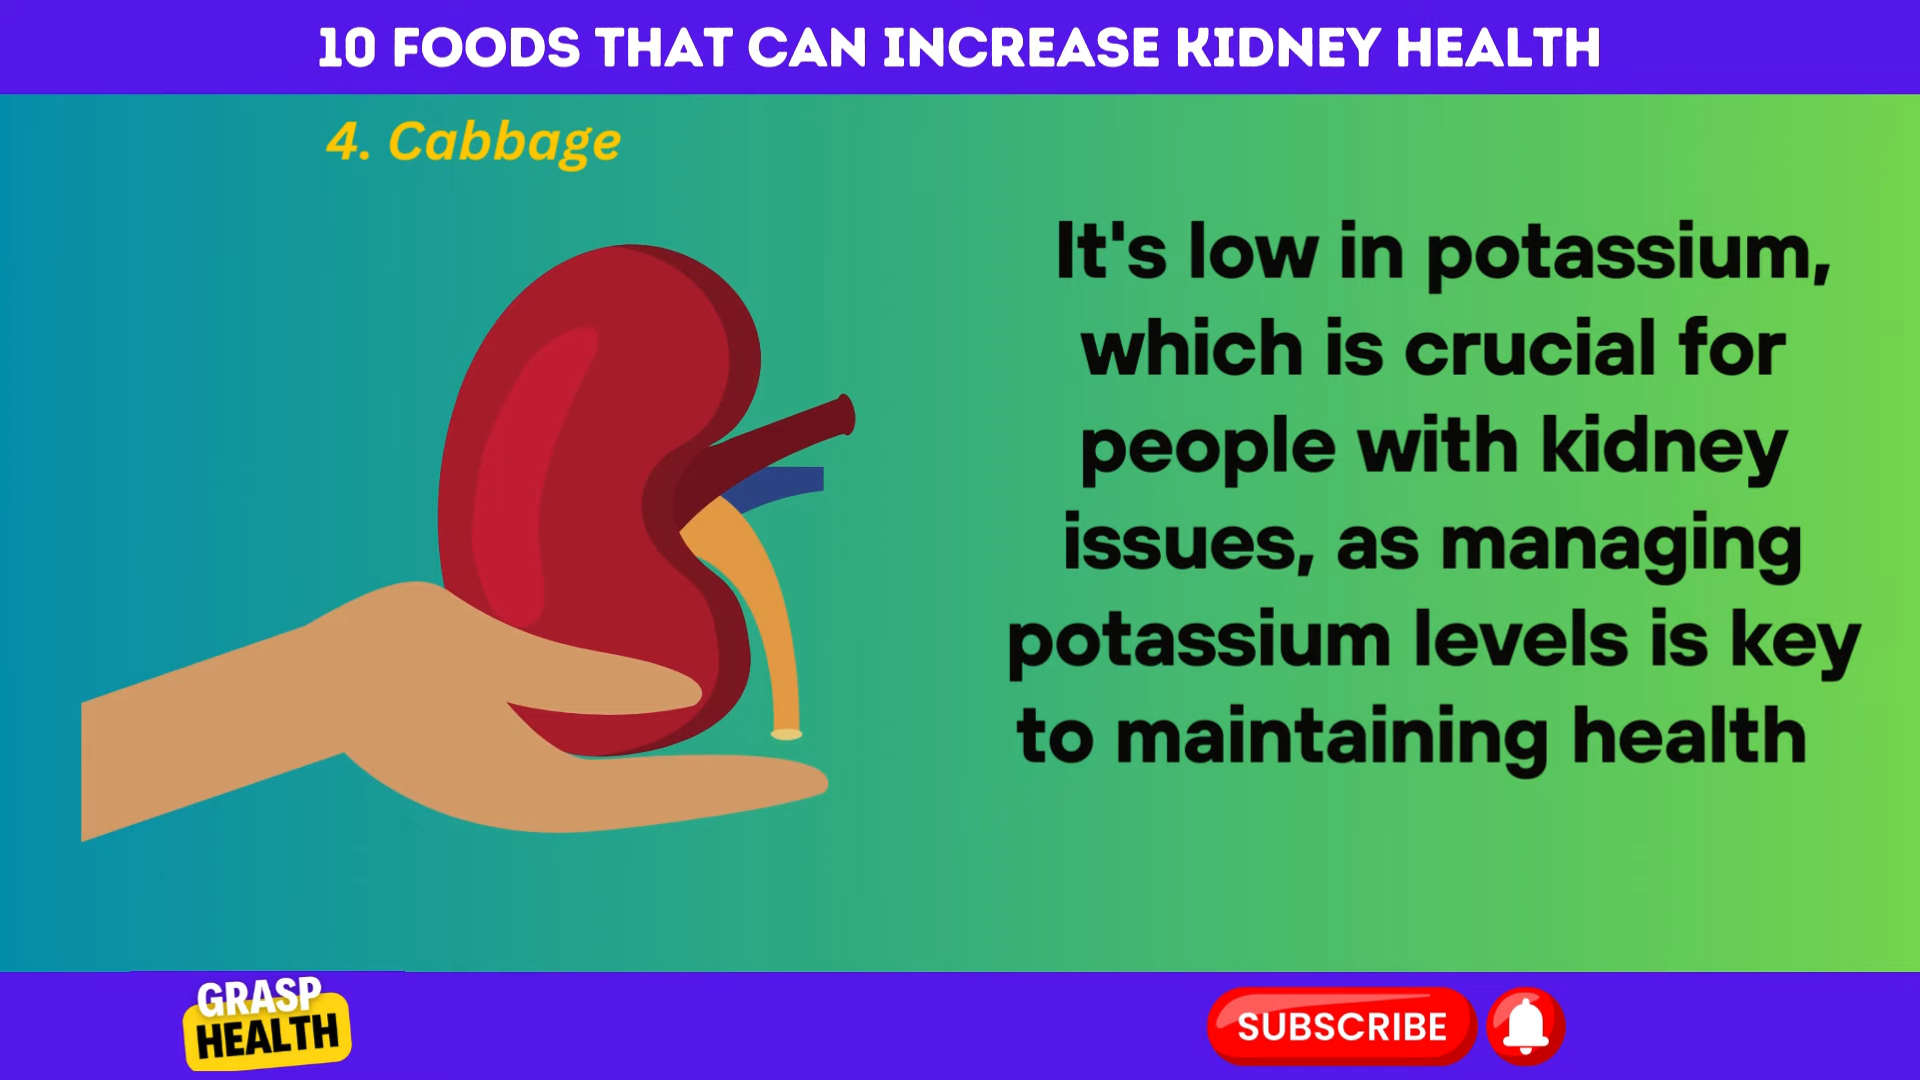 10 FOODS THAT CAN INCREASE KIDNEY HEALTH
4. Cabbage
It's low in potassium,
which is crucial for
people with kidney
issues, as managing
potassium levels is key
to maintaining health
GRASP
HEALTH
SUBSCRIBE